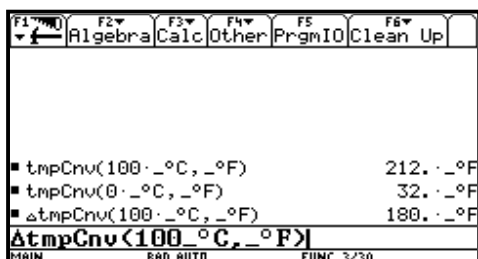 F1 F2 F3 F4 F5 F6
Algebra Calc Other PrgmIO Clean Up
tmpCnv(100·_°C,_°F) 212.·_°F
tmpCnv(0·_°C,_°F) 32.·_°F
△tmpCnv(100·_°C,_°F) 180.·_°F
ΔtmpCnv(100_°C,_°F)
MAIN RAD AUTO FUNC 3/30